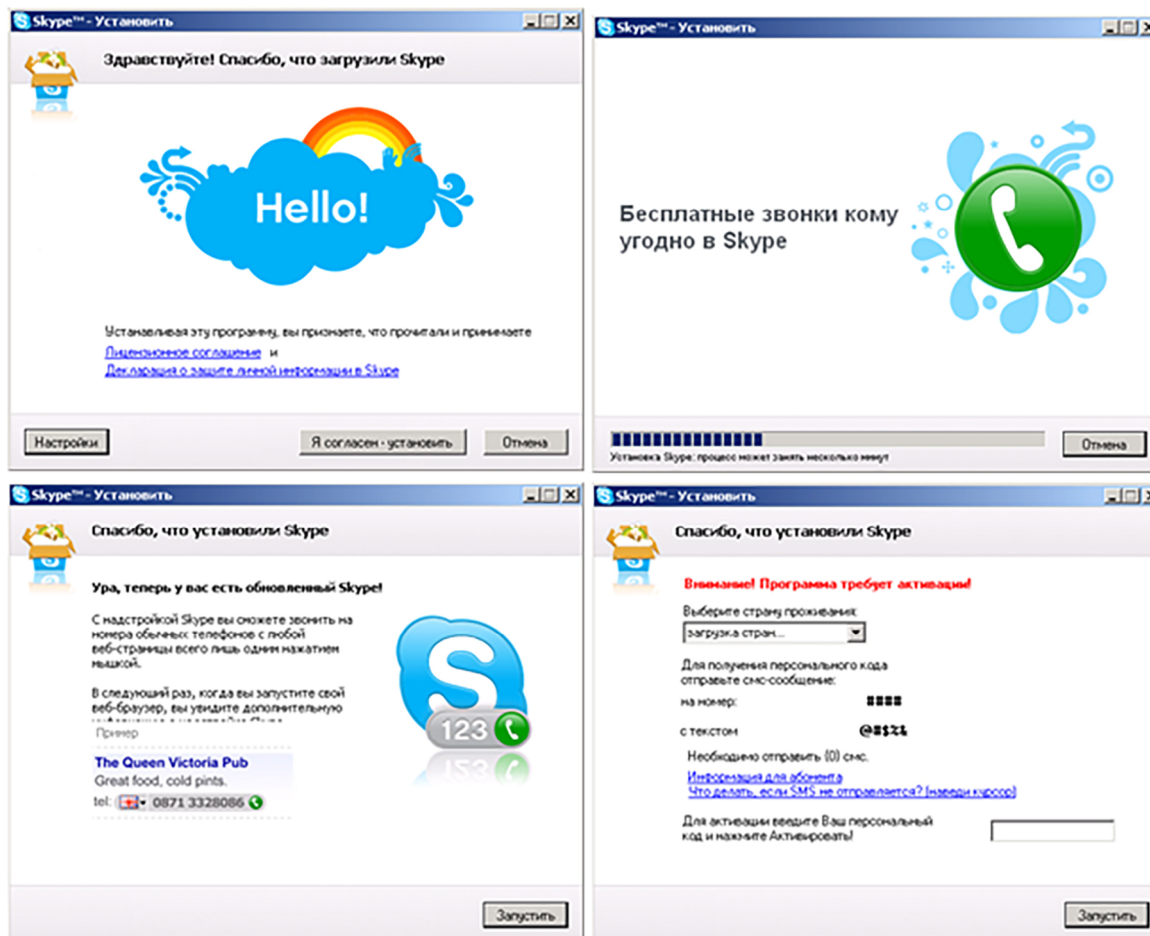 Skype™ - Установить
Здравствуйте! Спасибо, что загрузили Skype
Hello!
Устанавливая эту программу, вы признаете, что прочитали и принимаете
Лицензионное соглашение и
Декларация о защите личной информации в Skype
Настройки
Я согласен - установить
Отмена
Skype™ - Установить
Бесплатные звонки кому
угодно в Skype
Установка Skype: процесс может занять несколько минут
Отмена
Skype™ - Установить
Спасибо, что установили Skype
Ура, теперь у вас есть обновленный Skype!
С надстройкой Skype вы сможете звонить на
номера обычных телефонов с любой
веб-страницы всего лишь одним нажатием
мышкой.
В следующий раз, когда вы запустите свой
веб-браузер, вы увидите дополнительную
Пример
The Queen Victoria Pub
Great food, cold pints.
tel: 0871 3328086
S
123
Запустить
Skype™ - Установить
Спасибо, что установили Skype
Внимание! Программа требует активации!
Выберите страну проживания:
загрузка стран...
Для получения персонального кода
отправьте смс-сообщение:
на номер: ####
с текстом @#$%&
Необходимо отправить (0) смс.
Информация для абонента
Что делать, если SMS не отправляется? (наведи курсор)
Для активации введите Ваш персональный
код и нажмите Активировать!
Запустить